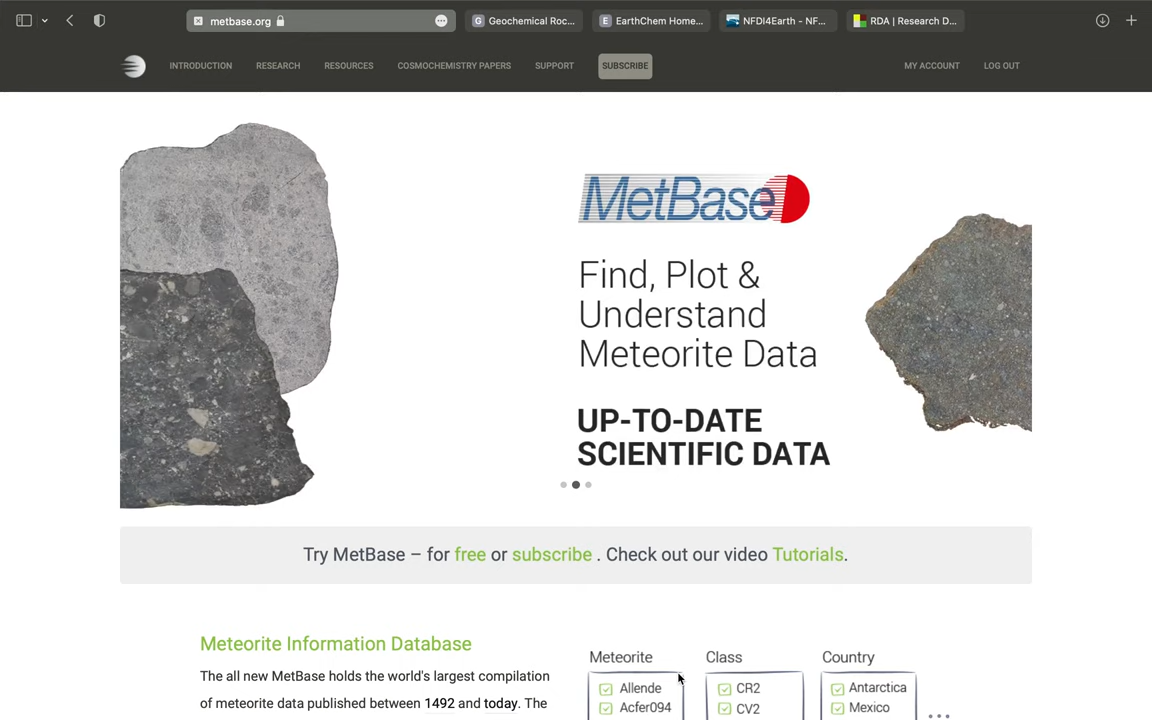 metbase.org
G Geochemical Roc...
E EarthChem Home...
NFDI4Earth - NF...
RDA | Research D...
INTRODUCTION
RESEARCH
RESOURCES
COSMOCHEMISTRY PAPERS
SUPPORT
SUBSCRIBE
MY ACCOUNT
LOG OUT
MetBase
Find, Plot &
Understand
Meteorite Data
UP-TO-DATE
SCIENTIFIC DATA
Try MetBase – for free or subscribe . Check out our video Tutorials.
Meteorite Information Database
The all new MetBase holds the world's largest compilation
of meteorite data published between 1492 and today. The
Meteorite
Allende
Acfer094
Class
CR2
CV2
Country
Antarctica
Mexico